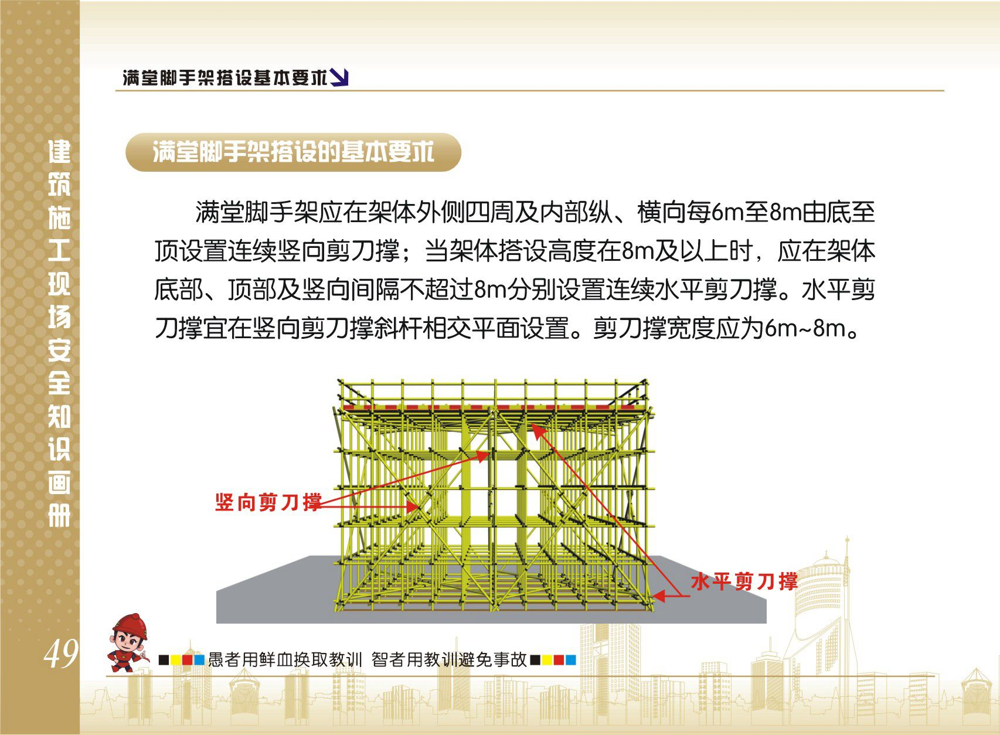 满堂脚手架搭设基本要求
满堂脚手架搭设的基本要求
满堂脚手架应在架体外侧四周及内部纵、横向每6m至8m由底至
顶设置连续竖向剪刀撑；当架体搭设高度在8m及以上时，应在架体
底部、顶部及竖向间隔不超过8m分别设置连续水平剪刀撑。水平剪
刀撑宜在竖向剪刀撑斜杆相交平面设置。剪刀撑宽度应为6m~8m。
竖向剪刀撑
水平剪刀撑
愚者用鲜血换取教训 智者用教训避免事故
建筑施工现场安全知识画册
49